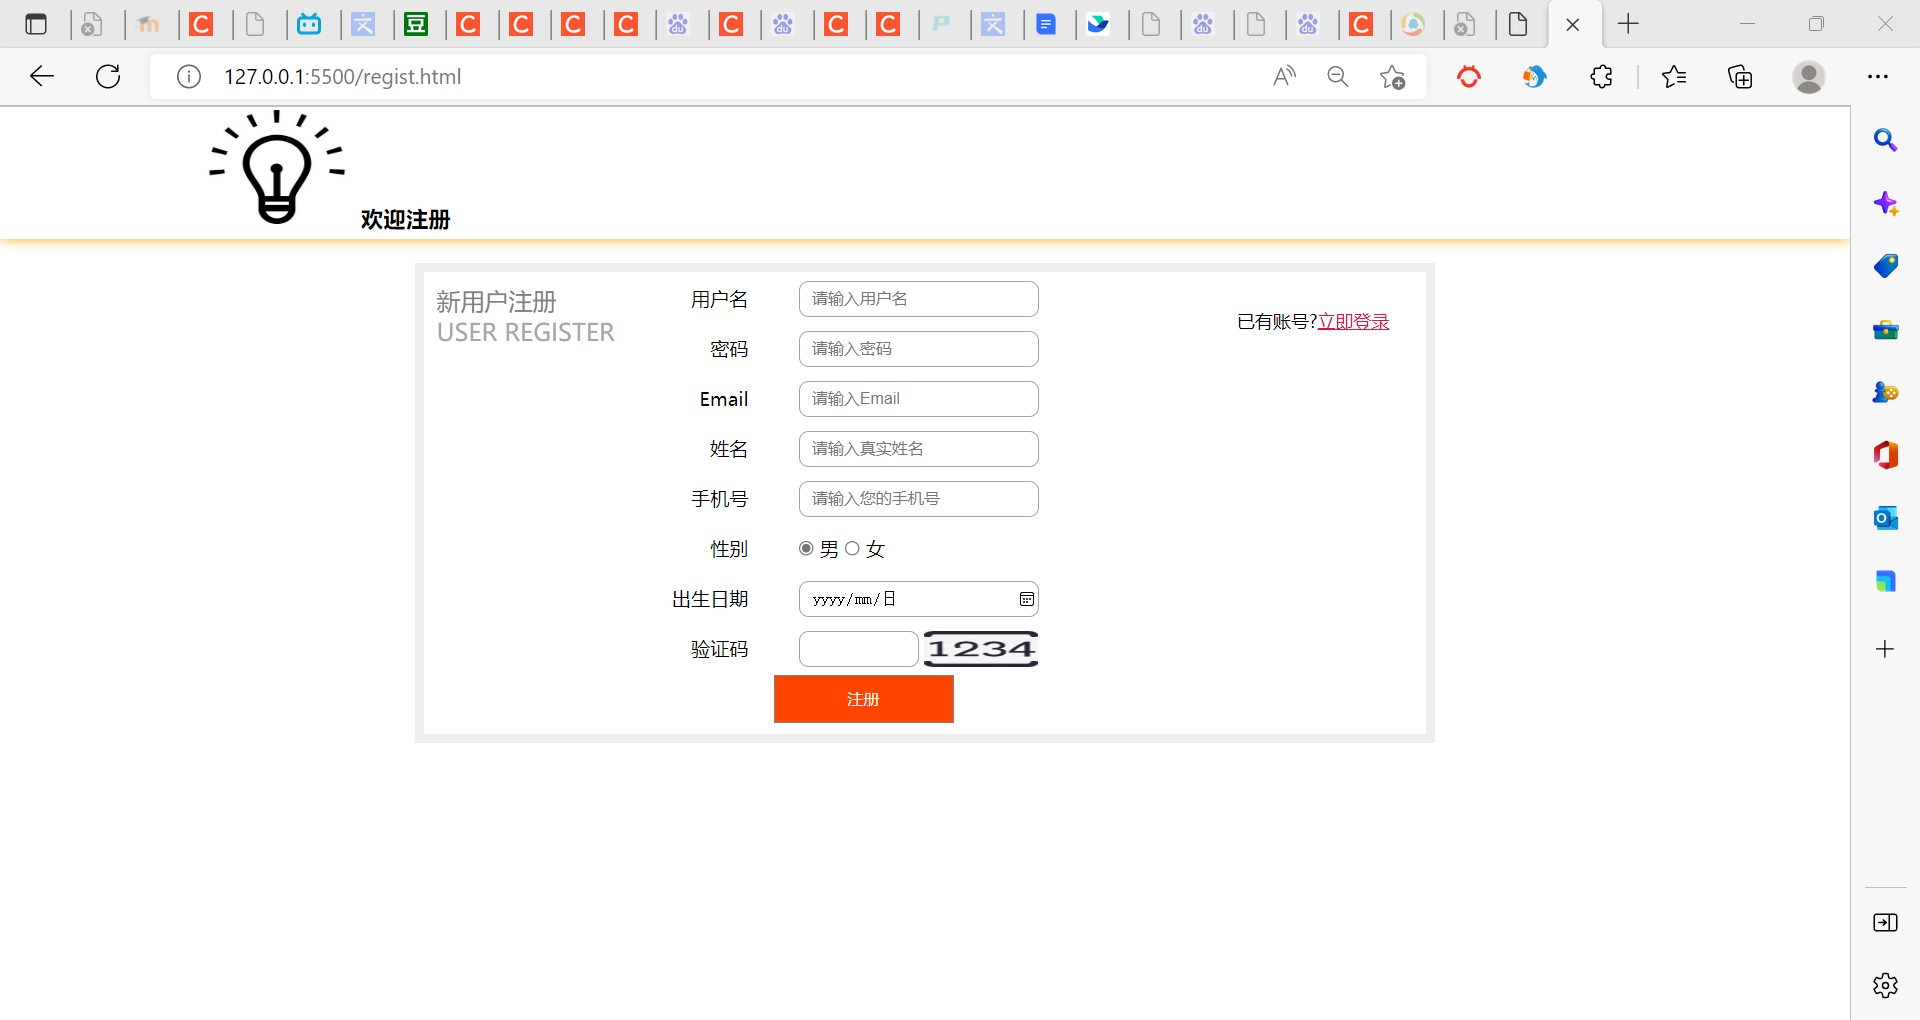 127.0.0.1:5500/regist.html
欢迎注册
新用户注册
USER REGISTER
用户名 请输入用户名
已有账号?立即登录
密码 请输入密码
Email 请输入Email
姓名 请输入真实姓名
手机号 请输入您的手机号
性别 男 女
出生日期 yyyy/mm/日
验证码 1234
注册